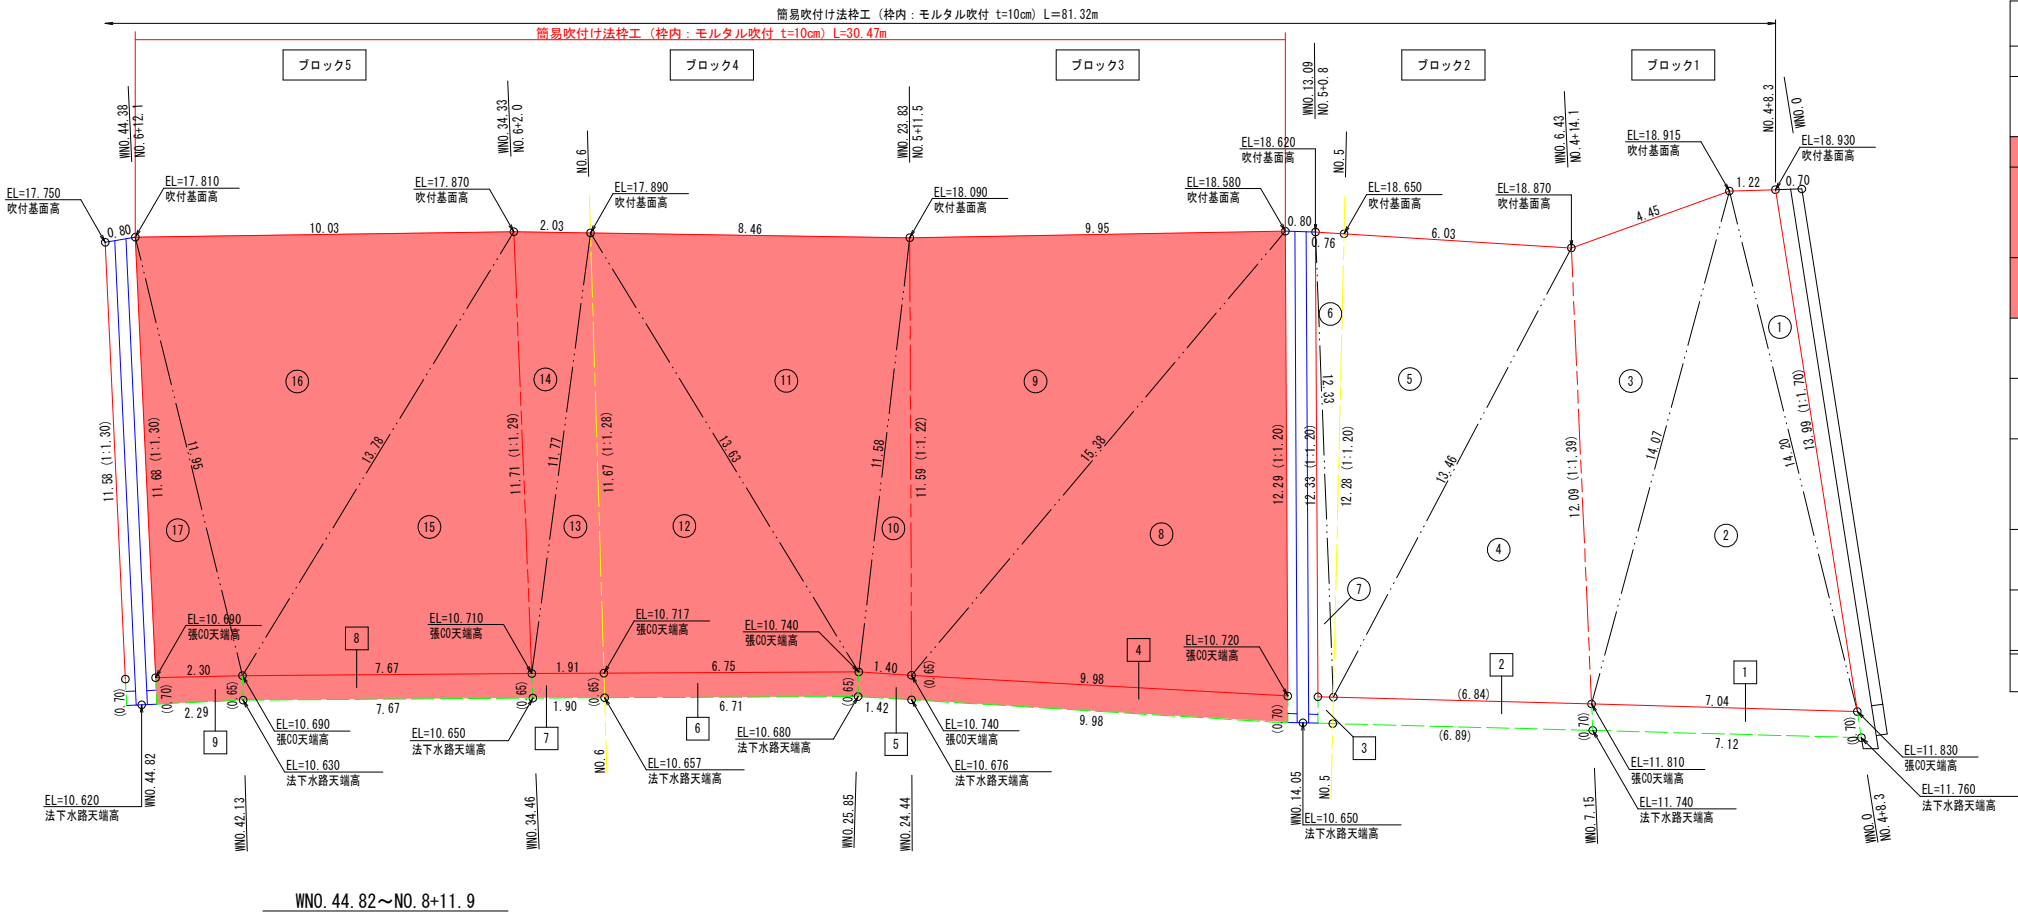 簡易吹付け法枠工（枠内：モルタル吹付 t=10cm）L=81.32m
簡易吹付け法枠工（枠内：モルタル吹付 t=10cm）L=30.47m
ブロック5
ブロック4
ブロック3
ブロック2
ブロック1
WNO.44.38
NO.6+12.1
WNO.34.33
NO.6+2.0
NO.6
WNO.23.83
NO.5+11.5
WNO.13.09
NO.5+0.8
NO.5
WNO.6.43
NO.4+14.1
NO.4+8.3
WNO.0
EL=17.750
吹付基面高
EL=17.810
吹付基面高
EL=17.870
吹付基面高
EL=17.890
吹付基面高
EL=18.090
吹付基面高
EL=18.580
吹付基面高
EL=18.620
吹付基面高
EL=18.650
吹付基面高
EL=18.870
吹付基面高
EL=18.915
吹付基面高
EL=18.930
吹付基面高
0.80
10.03
2.03
8.46
9.95
0.80
0.76
6.03
4.45
1.22
0.70
16
14
11
9
6
5
3
1
17
15
13
12
10
8
7
4
2
11.58 (1:1.30)
11.68 (1:1.30)
11.95
13.78
11.71 (1:1.29)
11.77
11.67 (1:1.28)
13.63
11.58
11.59 (1:1.22)
15.38
12.29 (1:1.20)
12.33 (1:1.20)
12.33
12.28 (1:1.20)
13.46
12.09 (1:1.39)
14.07
14.20
13.99 (1:1.70)
EL=10.690
張CO天端高
EL=10.710
張CO天端高
EL=10.717
張CO天端高
EL=10.740
張CO天端高
EL=10.720
張CO天端高
8
4
2
1
2.30
7.67
1.91
6.75
1.40
9.98
(6.84)
7.04
(0.70)
(0.70)
(0.65)
(0.65)
(0.65)
(0.65)
(0.65)
(0.70)
(0.70)
(0.70)
2.29
7.67
1.90
6.71
1.42
9.98
(6.89)
7.12
9
7
6
5
3
EL=10.690
張CO天端高
EL=10.630
法下水路天端高
EL=10.650
法下水路天端高
EL=10.657
法下水路天端高
EL=10.680
法下水路天端高
EL=10.740
張CO天端高
EL=10.676
法下水路天端高
EL=11.810
張CO天端高
EL=11.740
法下水路天端高
EL=11.830
張CO天端高
EL=11.760
法下水路天端高
EL=10.620
法下水路天端高
EL=10.650
法下水路天端高
WNO.44.82
WNO.42.13
WNO.34.46
NO.6
WNO.25.85
WNO.24.44
WNO.14.05
NO.5
WNO.7.15
WNO.0
NO.4+8.3
WNO.44.82～NO.8+11.9